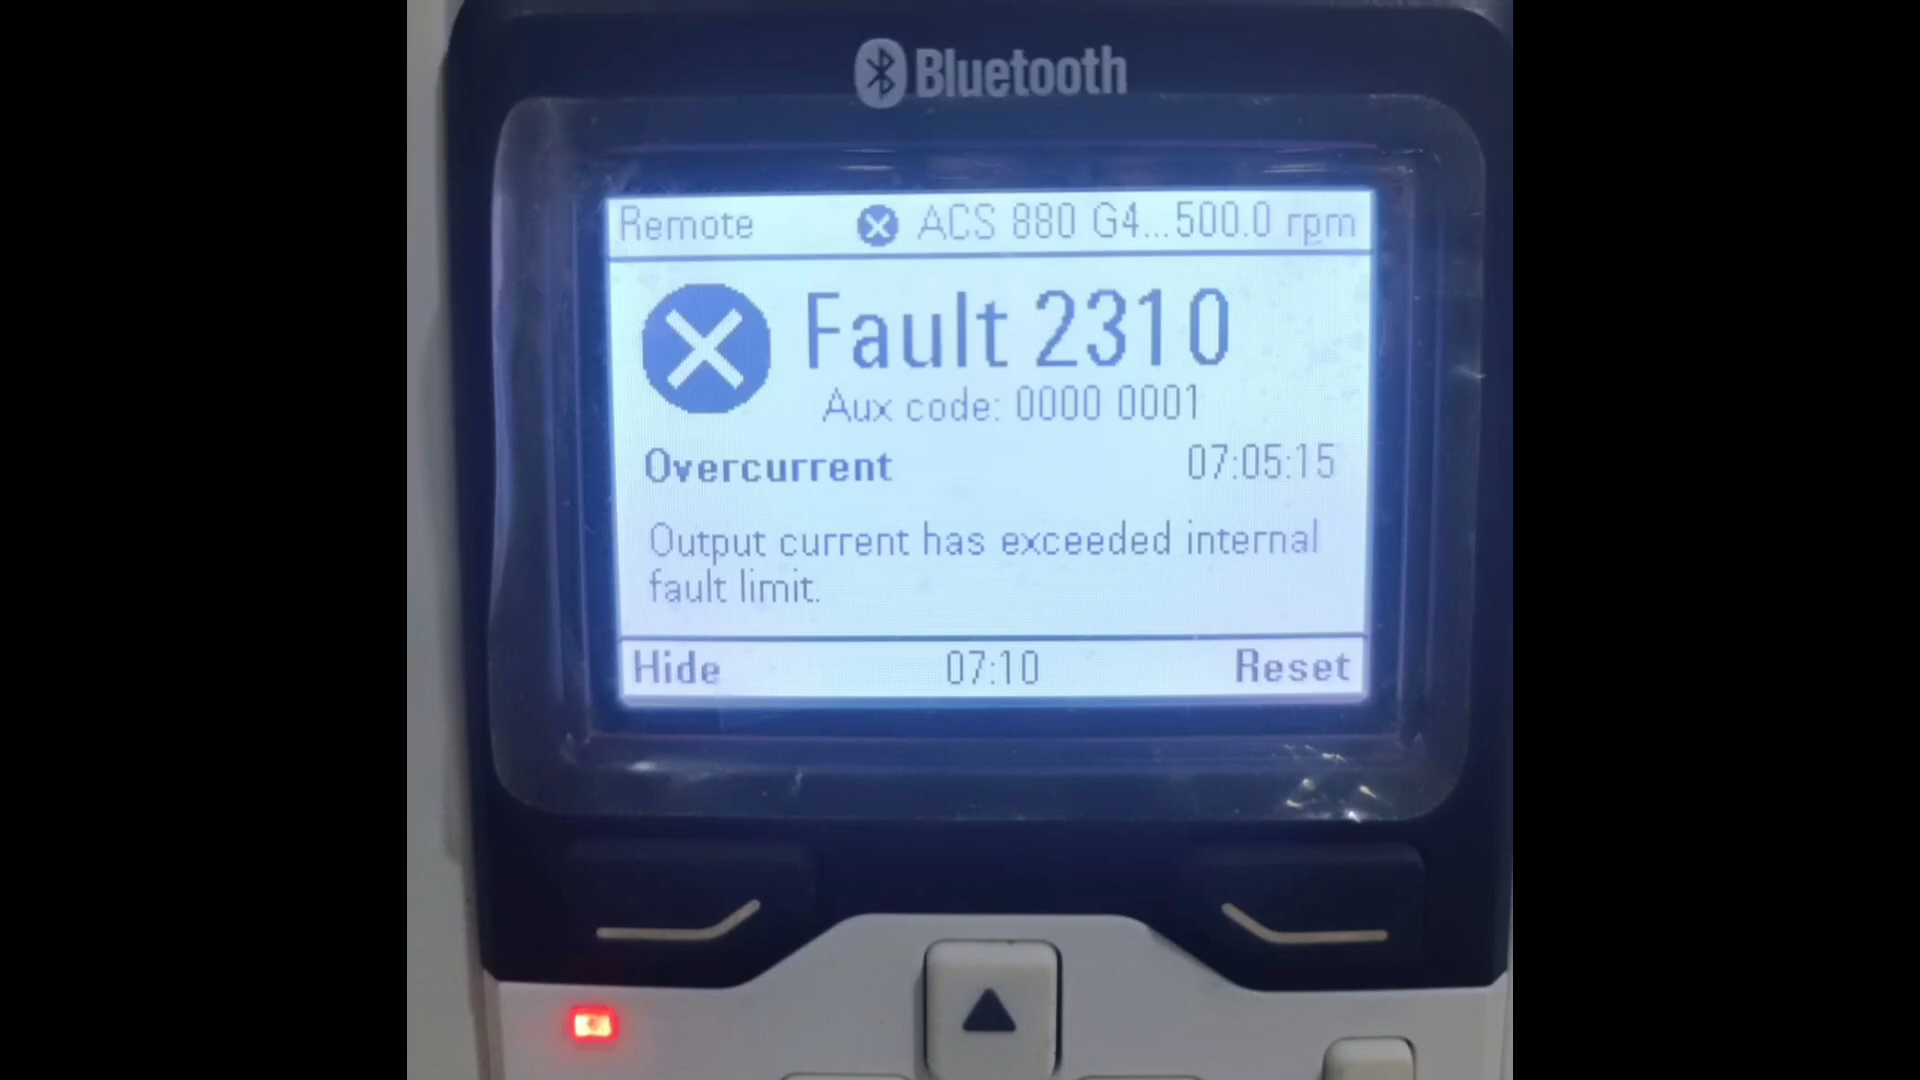 Bluetooth
Remote ACS 880 G4...500.0 rpm
Fault 2310
Aux code: 0000 0001
Overcurrent 07:05:15
Output current has exceeded internal
fault limit.
Hide 07:10 Reset